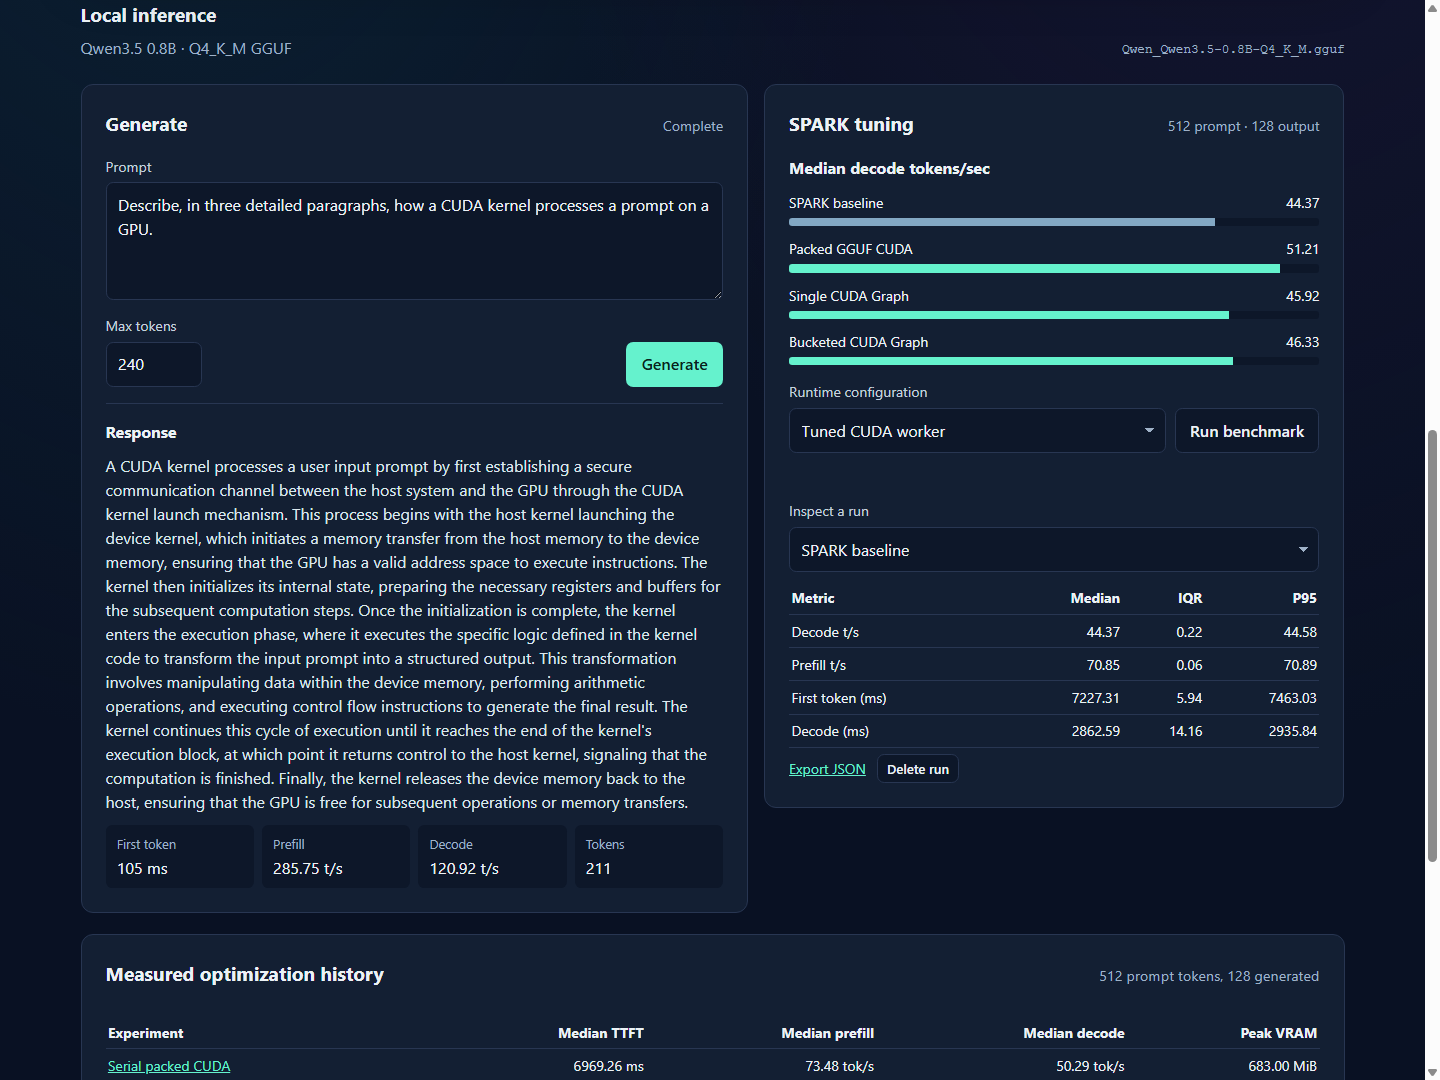 Local inference
Qwen3.5 0.8B · Q4_K_M GGUF
Qwen_Qwen3.5-0.8B-Q4_K_M.gguf
Generate
Complete
Prompt
Describe, in three detailed paragraphs, how a CUDA kernel processes a prompt on a
GPU.
Max tokens
240
Generate
Response
A CUDA kernel processes a user input prompt by first establishing a secure
communication channel between the host system and the GPU through the CUDA
kernel launch mechanism. This process begins with the host kernel launching the
device kernel, which initiates a memory transfer from the host memory to the device
memory, ensuring that the GPU has a valid address space to execute instructions. The
kernel then initializes its internal state, preparing the necessary registers and buffers for
the subsequent computation steps. Once the initialization is complete, the kernel
enters the execution phase, where it executes the specific logic defined in the kernel
code to transform the input prompt into a structured output. This transformation
involves manipulating data within the device memory, performing arithmetic
operations, and executing control flow instructions to generate the final result. The
kernel continues this cycle of execution until it reaches the end of the kernel's
execution block, at which point it returns control to the host kernel, signaling that the
computation is finished. Finally, the kernel releases the device memory back to the
host, ensuring that the GPU is free for subsequent operations or memory transfers.
First token
105 ms
Prefill
285.75 t/s
Decode
120.92 t/s
Tokens
211
SPARK tuning
512 prompt · 128 output
Median decode tokens/sec
SPARK baseline 44.37
Packed GGUF CUDA 51.21
Single CUDA Graph 45.92
Bucketed CUDA Graph 46.33
Runtime configuration
Tuned CUDA worker
Run benchmark
Inspect a run
SPARK baseline
Metric Median IQR P95
Decode t/s 44.37 0.22 44.58
Prefill t/s 70.85 0.06 70.89
First token (ms) 7227.31 5.94 7463.03
Decode (ms) 2862.59 14.16 2935.84
Export JSON
Delete run
Measured optimization history
512 prompt tokens, 128 generated
Experiment Median TTFT Median prefill Median decode Peak VRAM
Serial packed CUDA 6969.26 ms 73.48 tok/s 50.29 tok/s 683.00 MiB